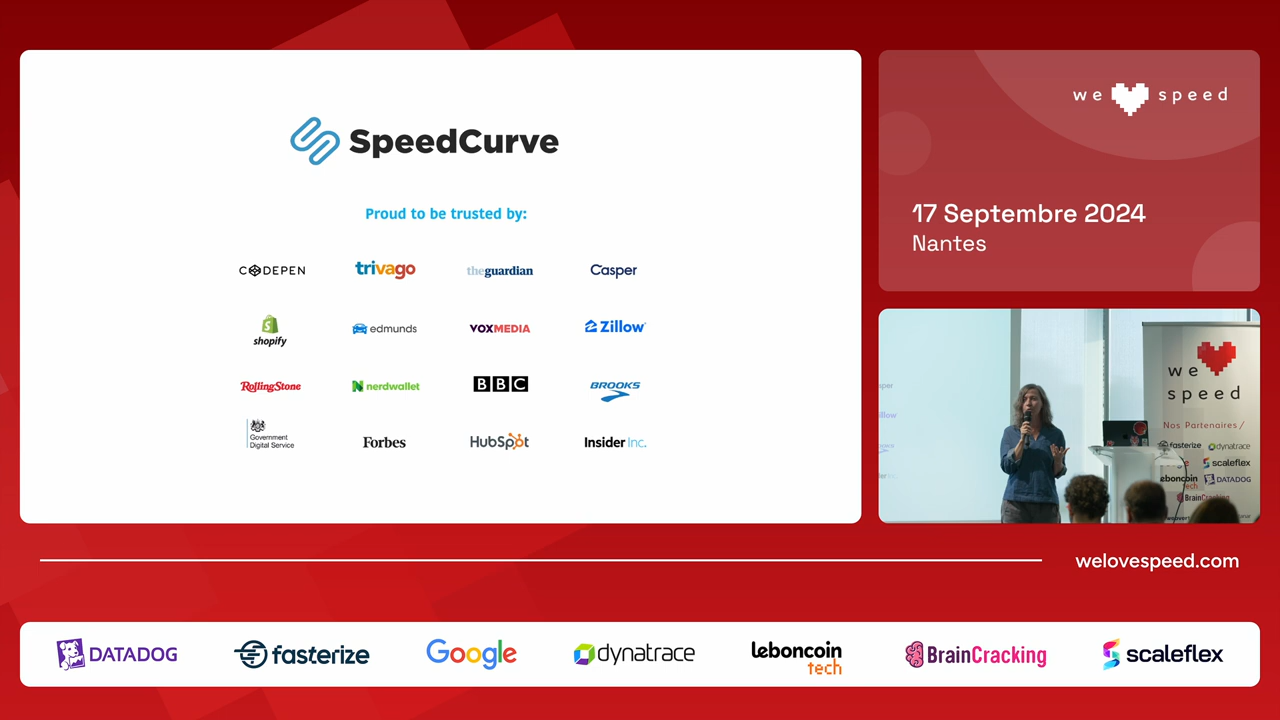 SpeedCurve
Proud to be trusted by:
CODEPEN
trivago
theguardian
Casper
shopify
edmunds
VOXMEDIA
Zillow
RollingStone
nerdwallet
BBC
BROOKS
Government
Digital Service
Forbes
HubSpot
Insider Inc.
we speed
17 Septembre 2024
Nantes
we
speed
Nos Partenaires/
fasterize
dynatrace
scaleflex
leboncoin
tech
DATADOG
BrainCracking
welovespeed.com
DATADOG
fasterize
Google
dynatrace
leboncoin
tech
BrainCracking
scaleflex